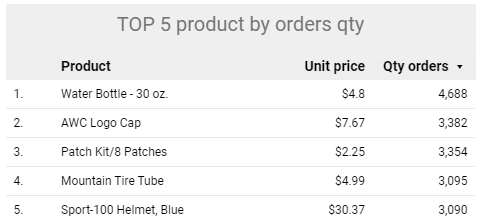 TOP 5 product by orders qty
Product Unit price Qty orders
1. Water Bottle - 30 oz. $4.8 4,688
2. AWC Logo Cap $7.67 3,382
3. Patch Kit/8 Patches $2.25 3,354
4. Mountain Tire Tube $4.99 3,095
5. Sport-100 Helmet, Blue $30.37 3,090